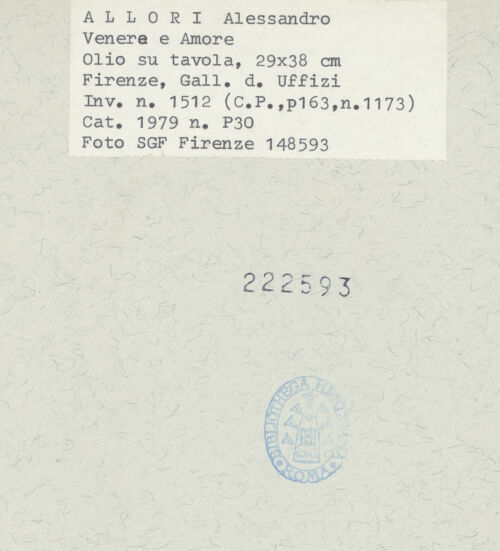 A L L O R I Alessandro
Venere e Amore
Olio su tavola, 29x38 cm
Firenze, Gall. d. Uffizi
Inv. n. 1512 (C.P.,p163,n.1173)
Cat. 1979 n. P30
Foto SGF Firenze 148593
222593
BIBLIOTHECA HERTZIANA
ROMA